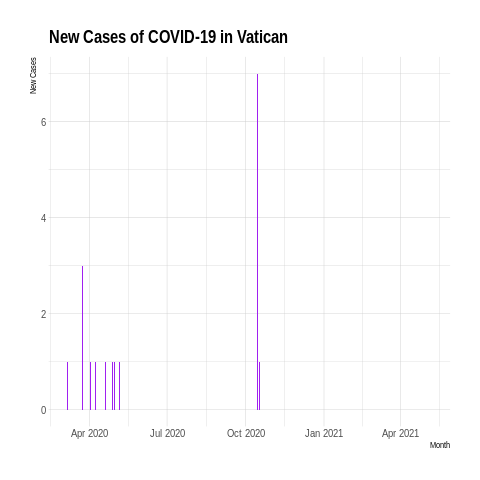 New Cases of COVID-19 in Vatican
New Cases
6
4
2
0
Apr 2020 Jul 2020 Oct 2020 Jan 2021 Apr 2021
Month